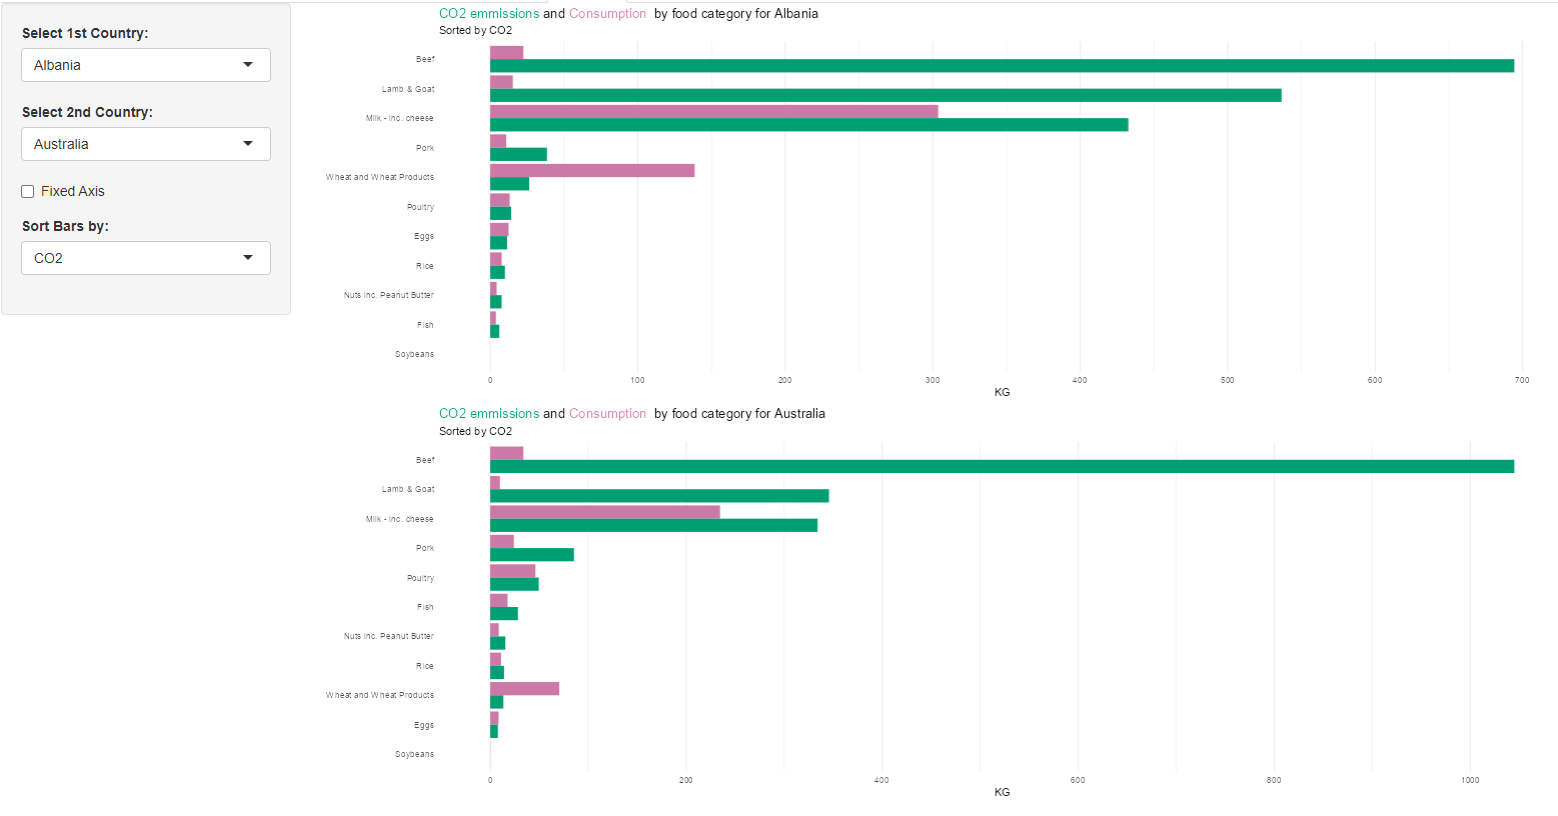 Select 1st Country:
Albania
Select 2nd Country:
Australia
Fixed Axis
Sort Bars by:
CO2
CO2 emmissions and Consumption by food category for Albania
Sorted by CO2
Beef
Lamb & Goat
Milk - inc. cheese
Pork
Wheat and Wheat Products
Poultry
Eggs
Rice
Nuts inc. Peanut Butter
Fish
Soybeans
0 100 200 300 400 500 600 700
KG
CO2 emmissions and Consumption by food category for Australia
Sorted by CO2
Beef
Lamb & Goat
Milk - inc. cheese
Pork
Poultry
Fish
Nuts inc. Peanut Butter
Rice
Wheat and Wheat Products
Eggs
Soybeans
0 200 400 600 800 1000
KG